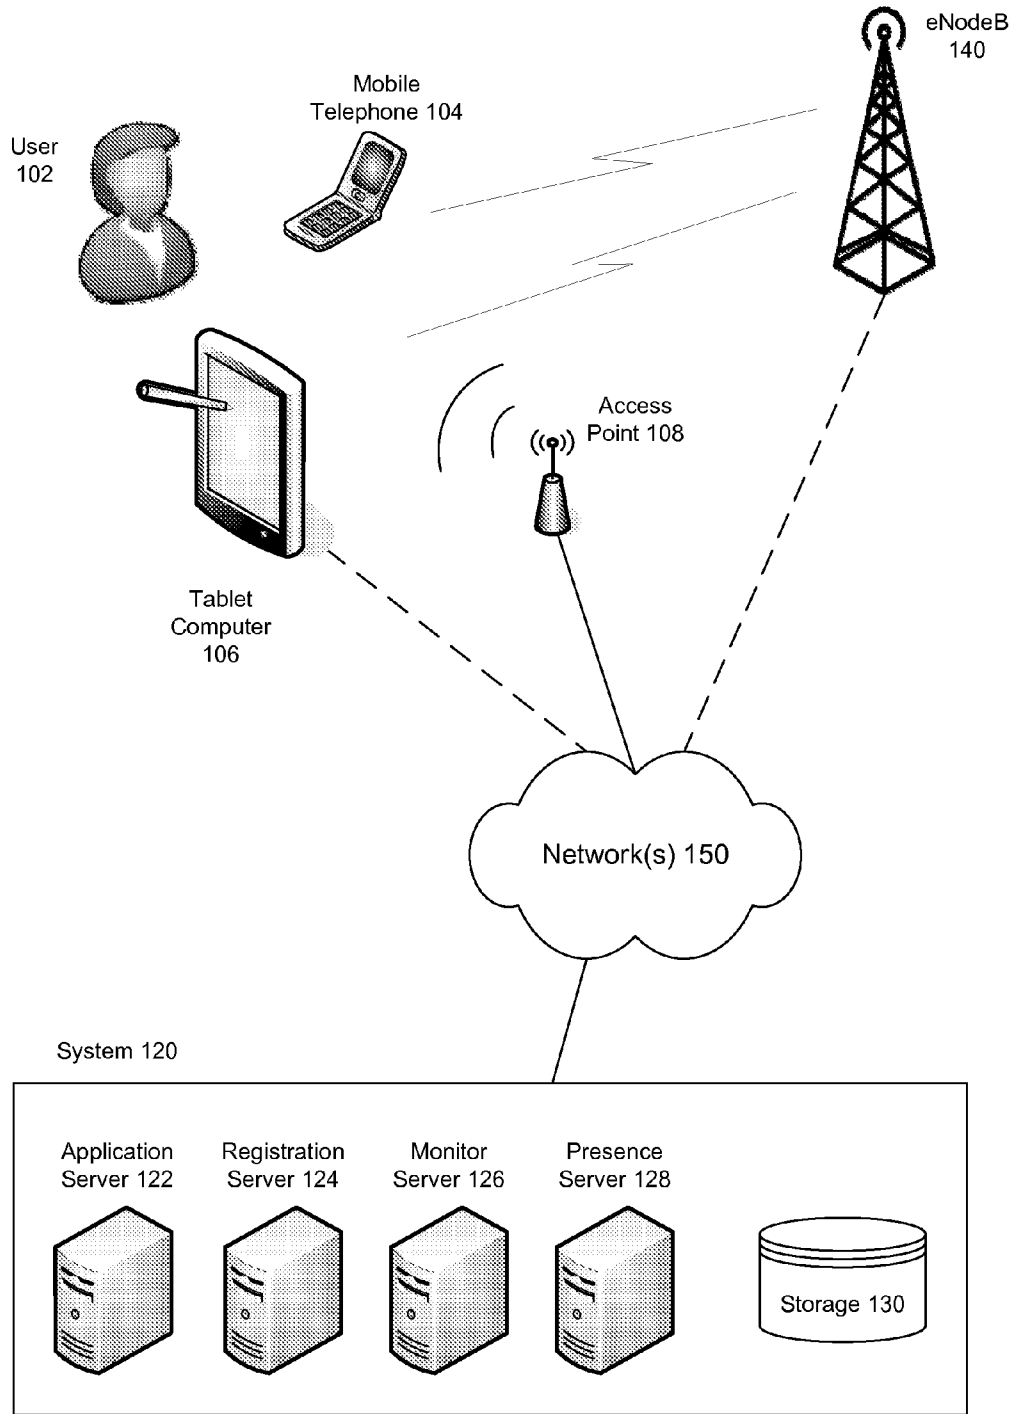 eNodeB
140
Mobile
Telephone 104
User
102
Access
Point 108
Tablet
Computer
106
Network(s) 150
System 120
Application
Server 122
Registration
Server 124
Monitor
Server 126
Presence
Server 128
Storage 130